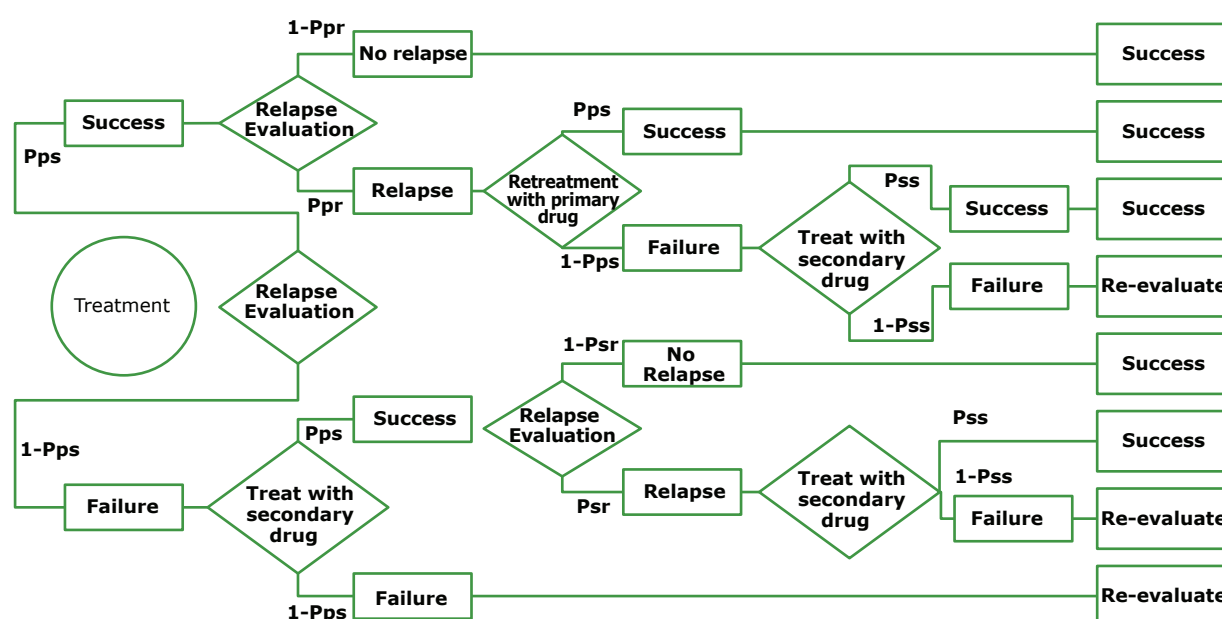 1-Ppr
No relapse
Success
Relapse
Evaluation
Success
Pps
Pps
Success
Success
Ppr
Relapse
Retreatment
with primary
drug
1-Pps
Failure
Treat with
secondary
drug
Pss
Success
Success
1-Pss
Failure
Re-evaluate
Treatment
Relapse
Evaluation
1-Psr
No
Relapse
Success
1-Pps
Failure
Pps
Success
Treat with
secondary
drug
Relapse
Evaluation
Psr
Relapse
Treat with
secondary
drug
Pss
Success
1-Pss
Failure
Re-evaluate
1-Pps
Failure
Re-evaluate